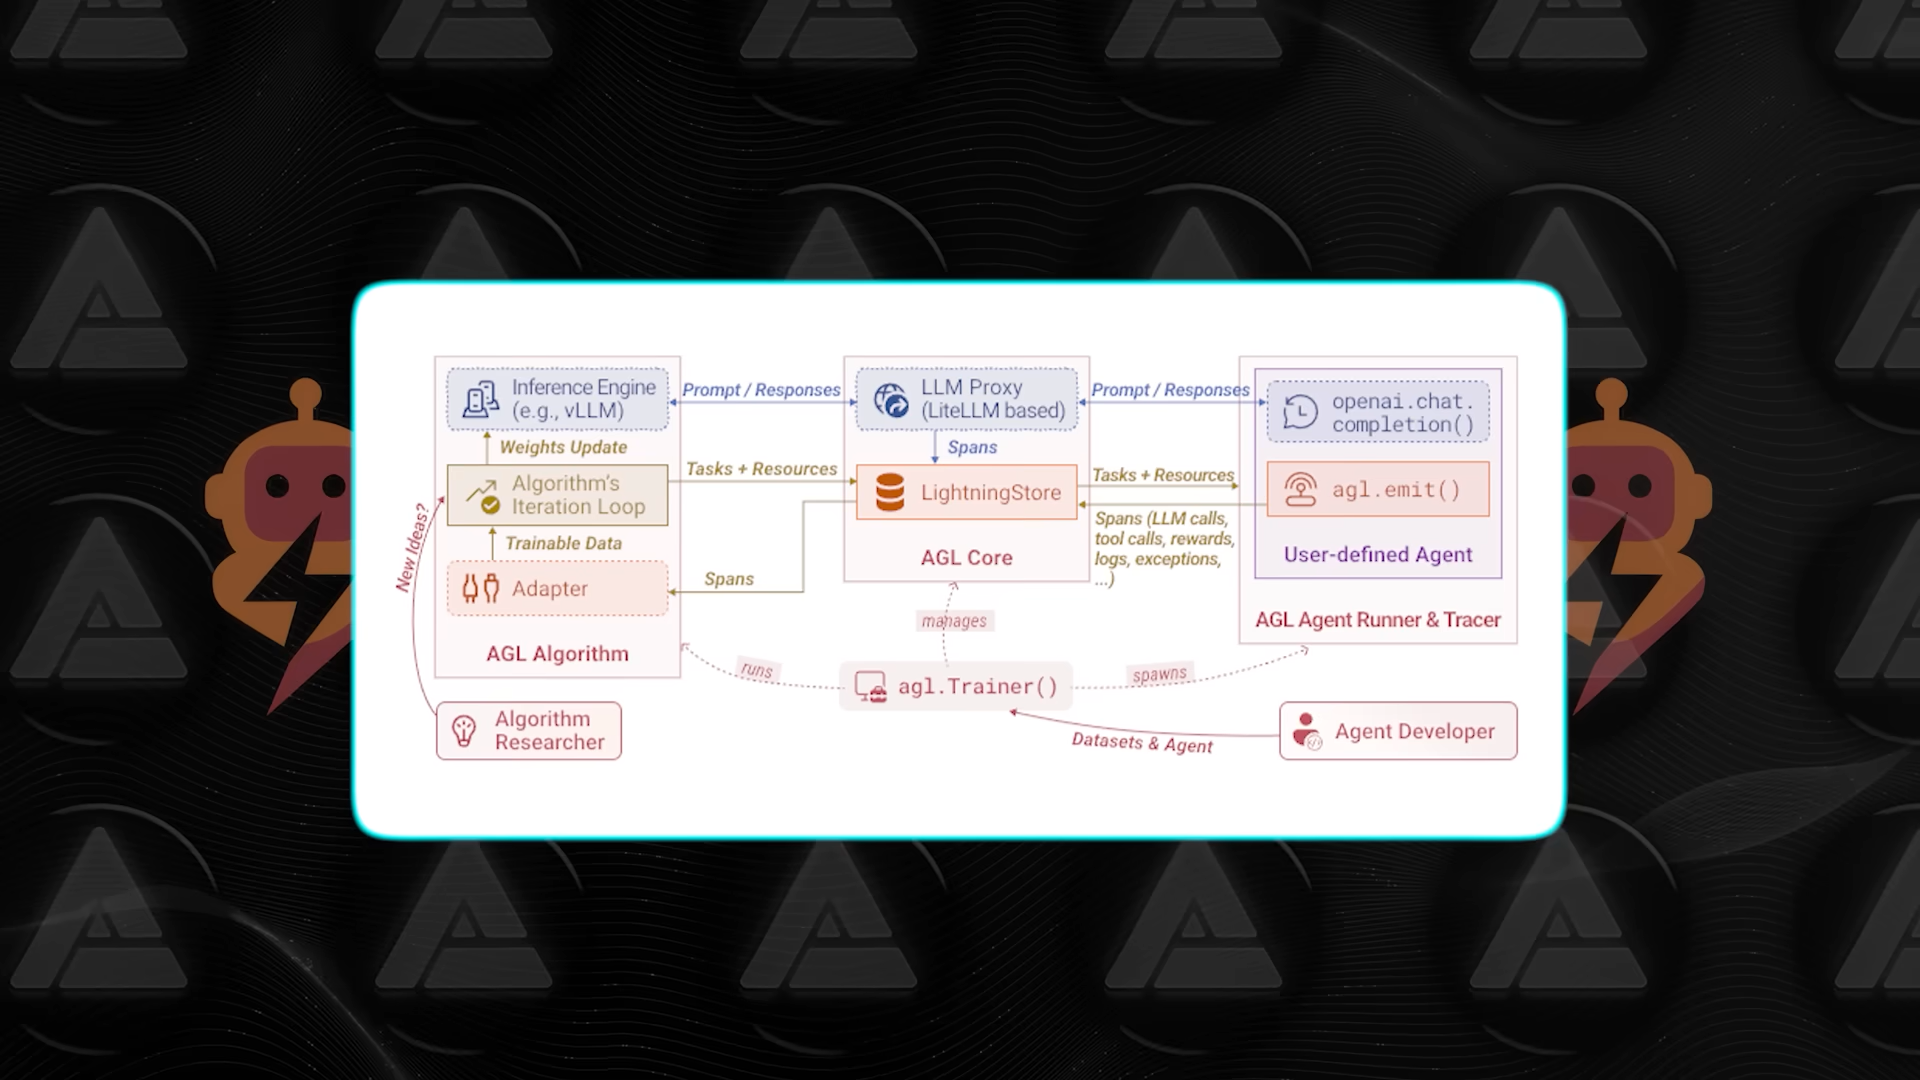 Inference Engine
(e.g., vLLM)
Prompt / Responses
LLM Proxy
(LiteLLM based)
Prompt / Responses
openai.chat.
completion()
Weights Update
Spans
Algorithm's
Iteration Loop
Tasks + Resources
LightningStore
Tasks + Resources
agl.emit()
Spans (LLM calls,
tool calls, rewards,
logs, exceptions,
...)
Trainable Data
Adapter
Spans
AGL Core
User-defined Agent
AGL Algorithm
AGL Agent Runner & Tracer
New Ideas?
manages
runs
agl.Trainer()
spawns
Algorithm
Researcher
Datasets & Agent
Agent Developer